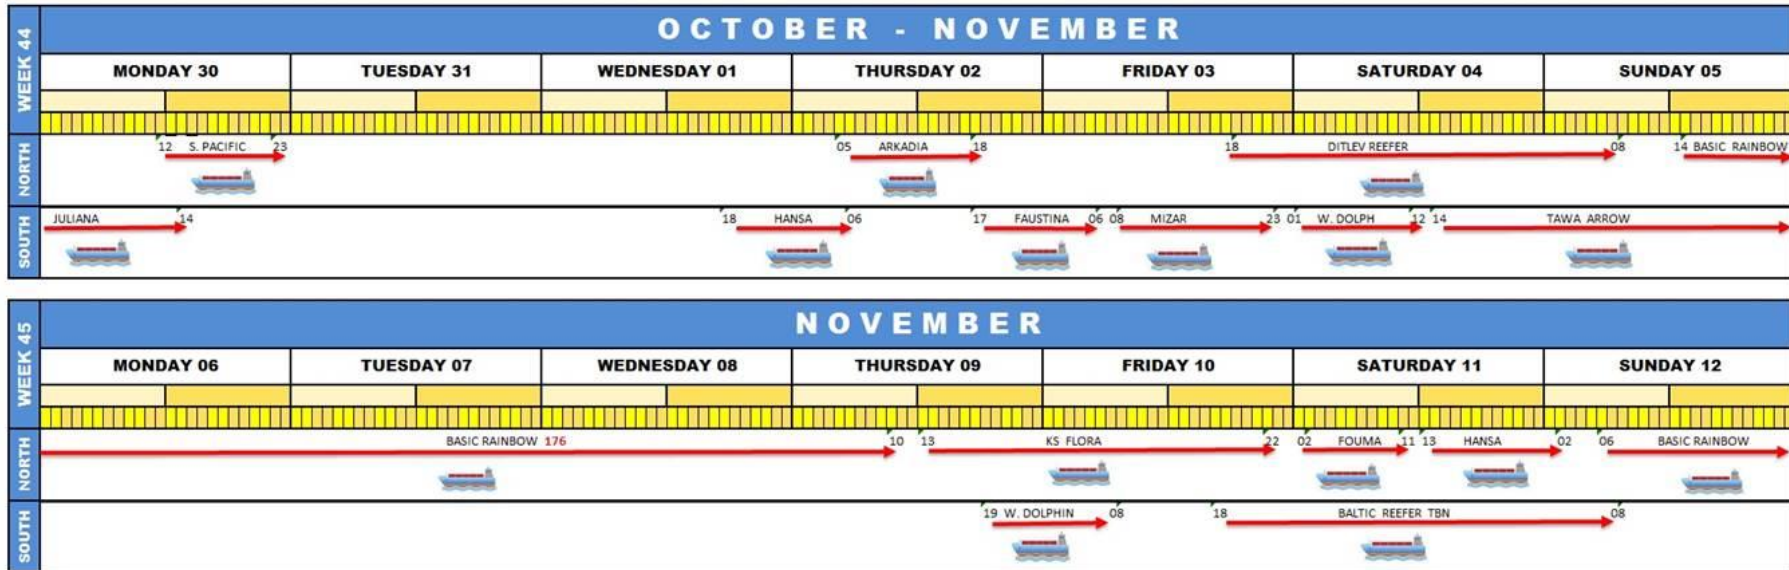 WEEK 44
OCTOBER - NOVEMBER
MONDAY 30 TUESDAY 31 WEDNESDAY 01 THURSDAY 02 FRIDAY 03 SATURDAY 04 SUNDAY 05
NORTH
12 S. PACIFIC 23 05 ARKADIA 18 18 DITLEV REEFER 08 14 BASIC RAINBOW
SOUTH
JULIANA 14 18 HANSA 06 17 FAUSTINA 06 08 MIZAR 23 01 W. DOLPH 12 14 TAWA ARROW
WEEK 45
NOVEMBER
MONDAY 06 TUESDAY 07 WEDNESDAY 08 THURSDAY 09 FRIDAY 10 SATURDAY 11 SUNDAY 12
NORTH
BASIC RAINBOW 176 10 13 KS FLORA 22 02 FOUMA 11 13 HANSA 02 06 BASIC RAINBOW
SOUTH
19 W. DOLPHIN 08 18 BALTIC REEFER TBN 08